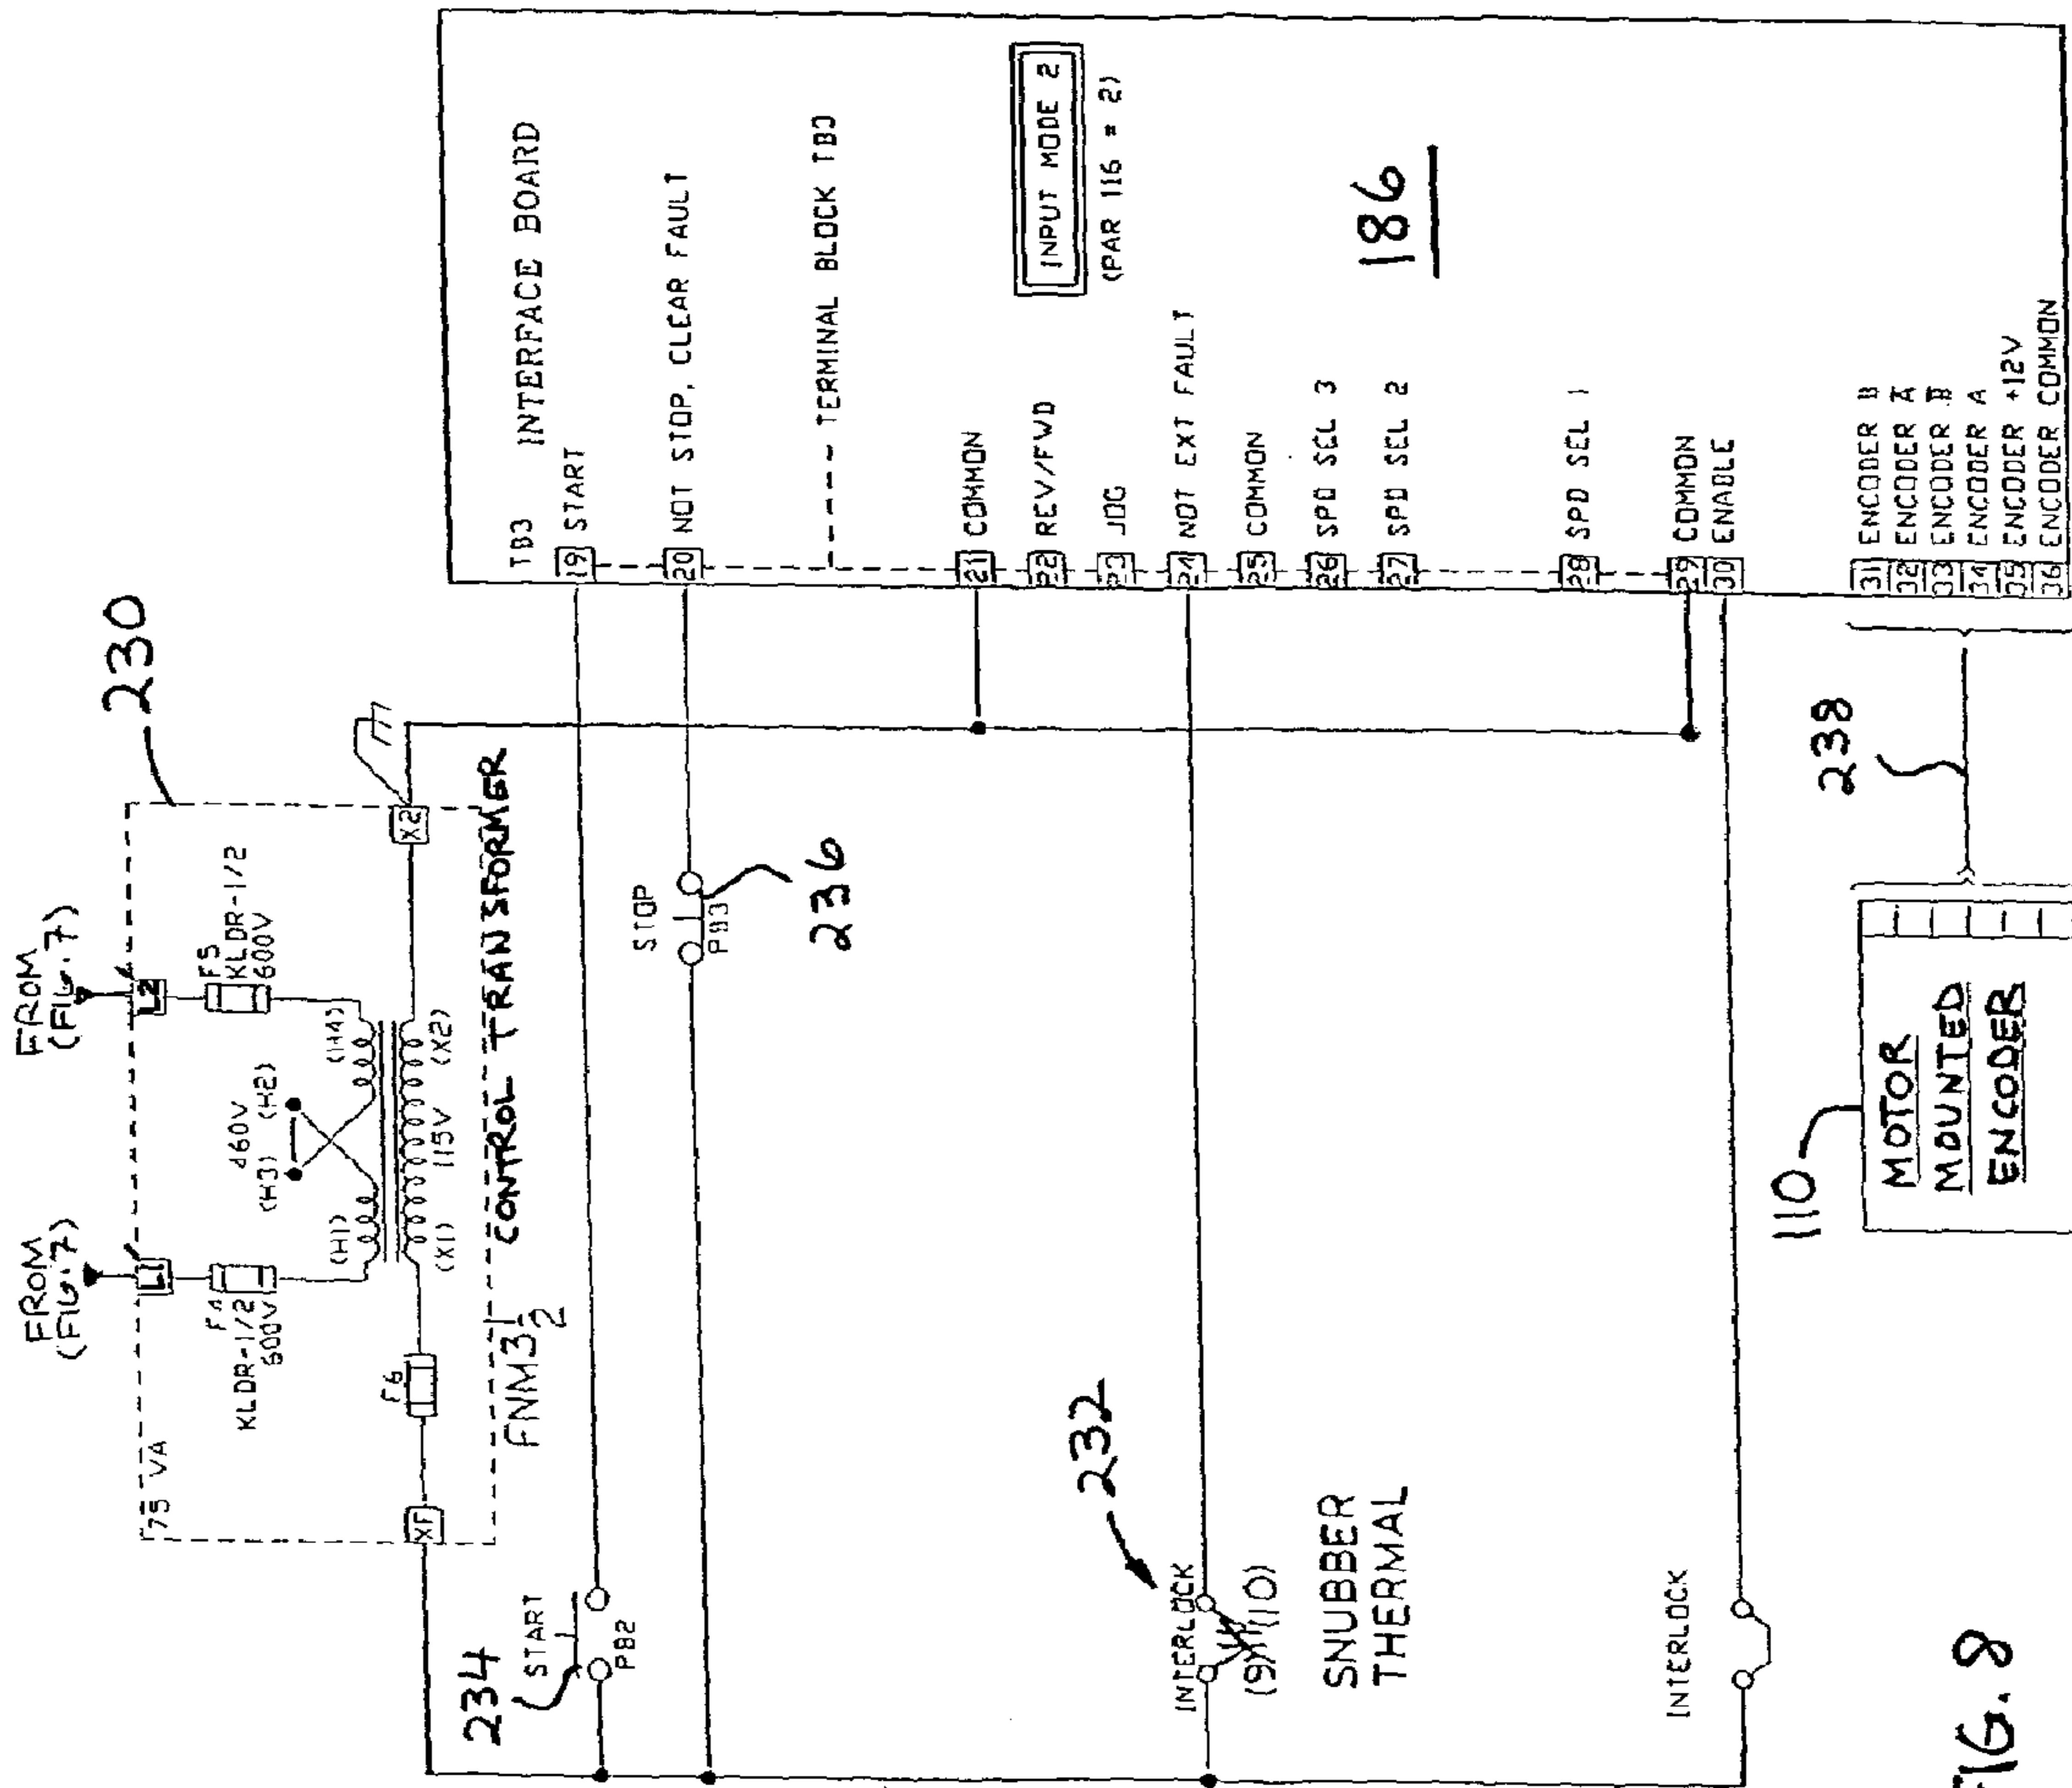 FROM
(FIG. 7)
FROM
(FIG. 7)
230
L1
L2
75 VA
F4
KLDR-1/2
600V
F5
KLDR-1/2
600V
460V
(H3) (H2)
(H1)
(H4)
(X1) 115V (X2)
XF
F6
X2
FNM3 1/2
CONTROL TRANSFORMER
234
START
PB2
STOP
PB3
236
232
INTERLOCK
(9) (10)
SNUBBER
THERMAL
INTERLOCK
TB3 INTERFACE BOARD
19 START
20 NOT STOP, CLEAR FAULT
TERMINAL BLOCK TB3
21 COMMON
22 REV/FWD
23 JOG
24 NOT EXT FAULT
25 COMMON
26 SPD SEL 3
27 SPD SEL 2
28 SPD SEL 1
29 COMMON
30 ENABLE
INPUT MODE 2
(PAR 116 = 2)
186
31 ENCODER B
32 ENCODER A̅
33 ENCODER B̅
34 ENCODER A
35 ENCODER +12V
36 ENCODER COMMON
238
110
MOTOR
MOUNTED
ENCODER
FIG. 8